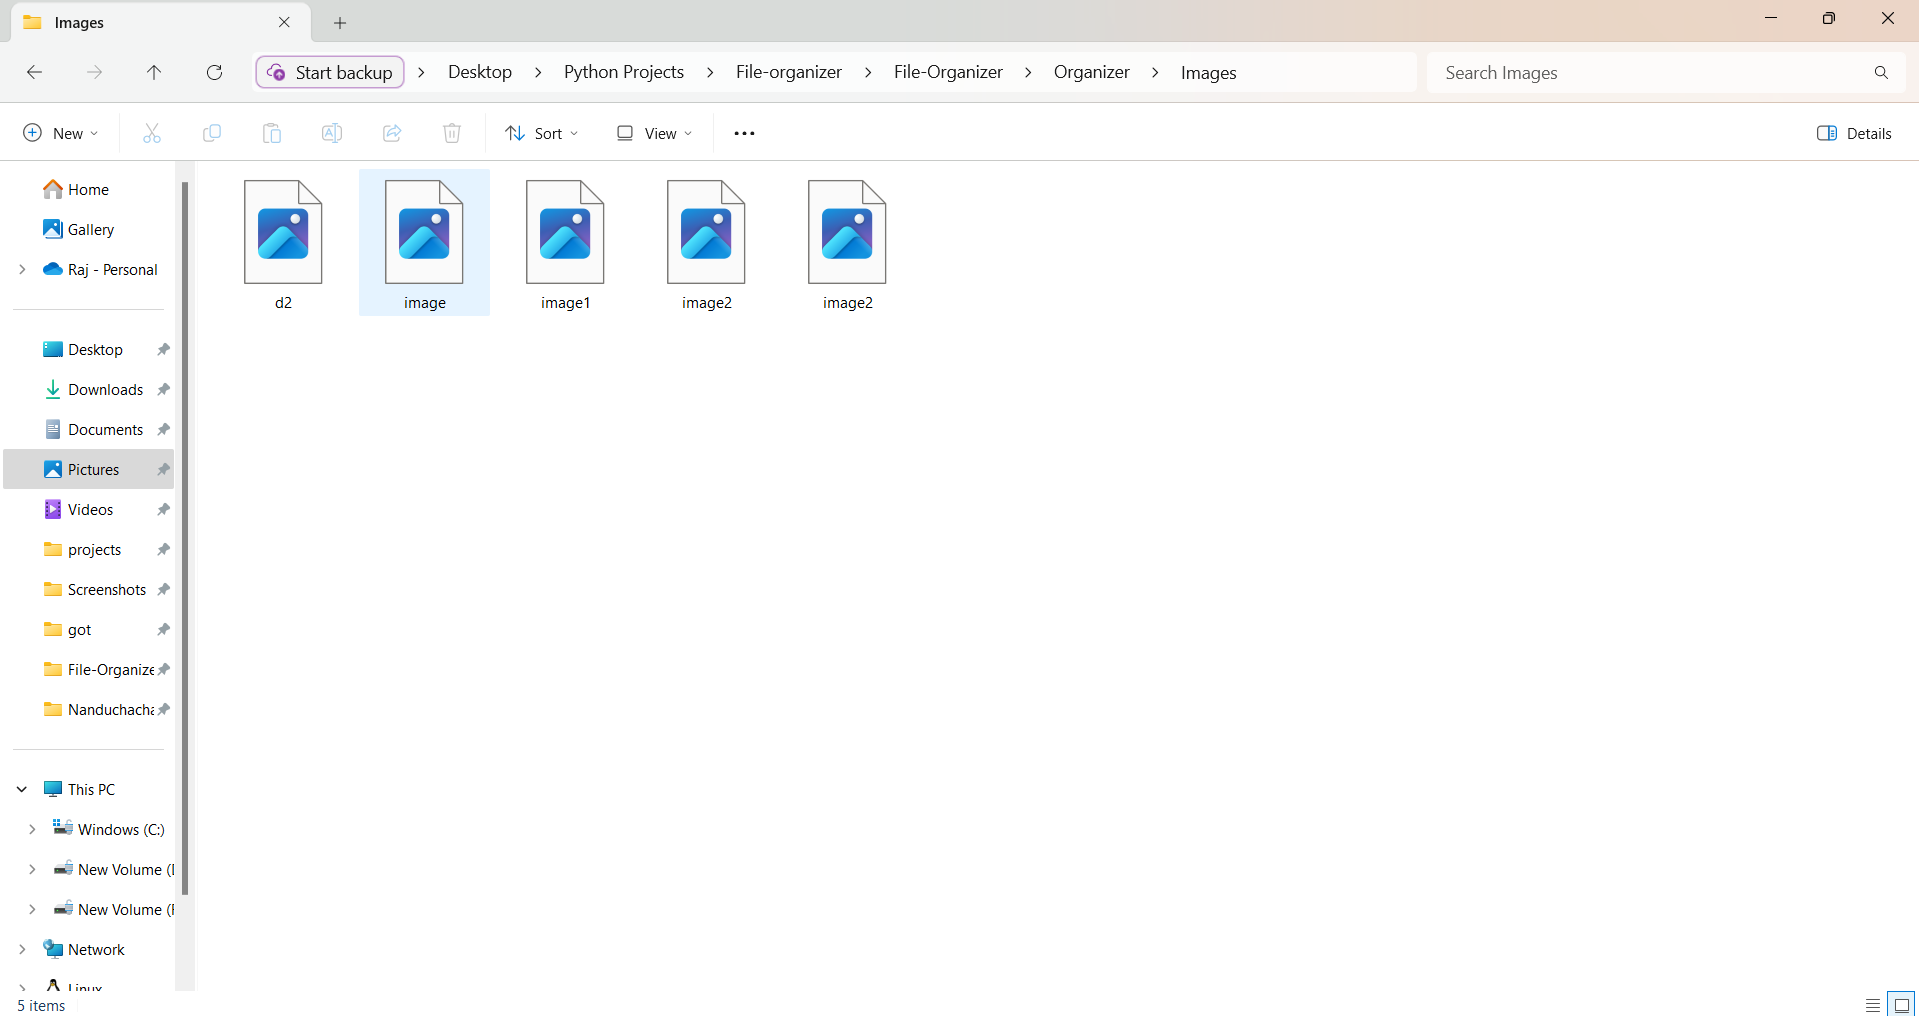 Images
Start backup > Desktop > Python Projects > File-organizer > File-Organizer > Organizer > Images
Search Images
New
Sort
View
Details
Home
Gallery
Raj - Personal
Desktop
Downloads
Documents
Pictures
Videos
projects
Screenshots
got
File-Organize
Nanduchacha
This PC
Windows (C:)
New Volume (
New Volume (
Network
Linux
d2
image
image1
image2
image2
5 items